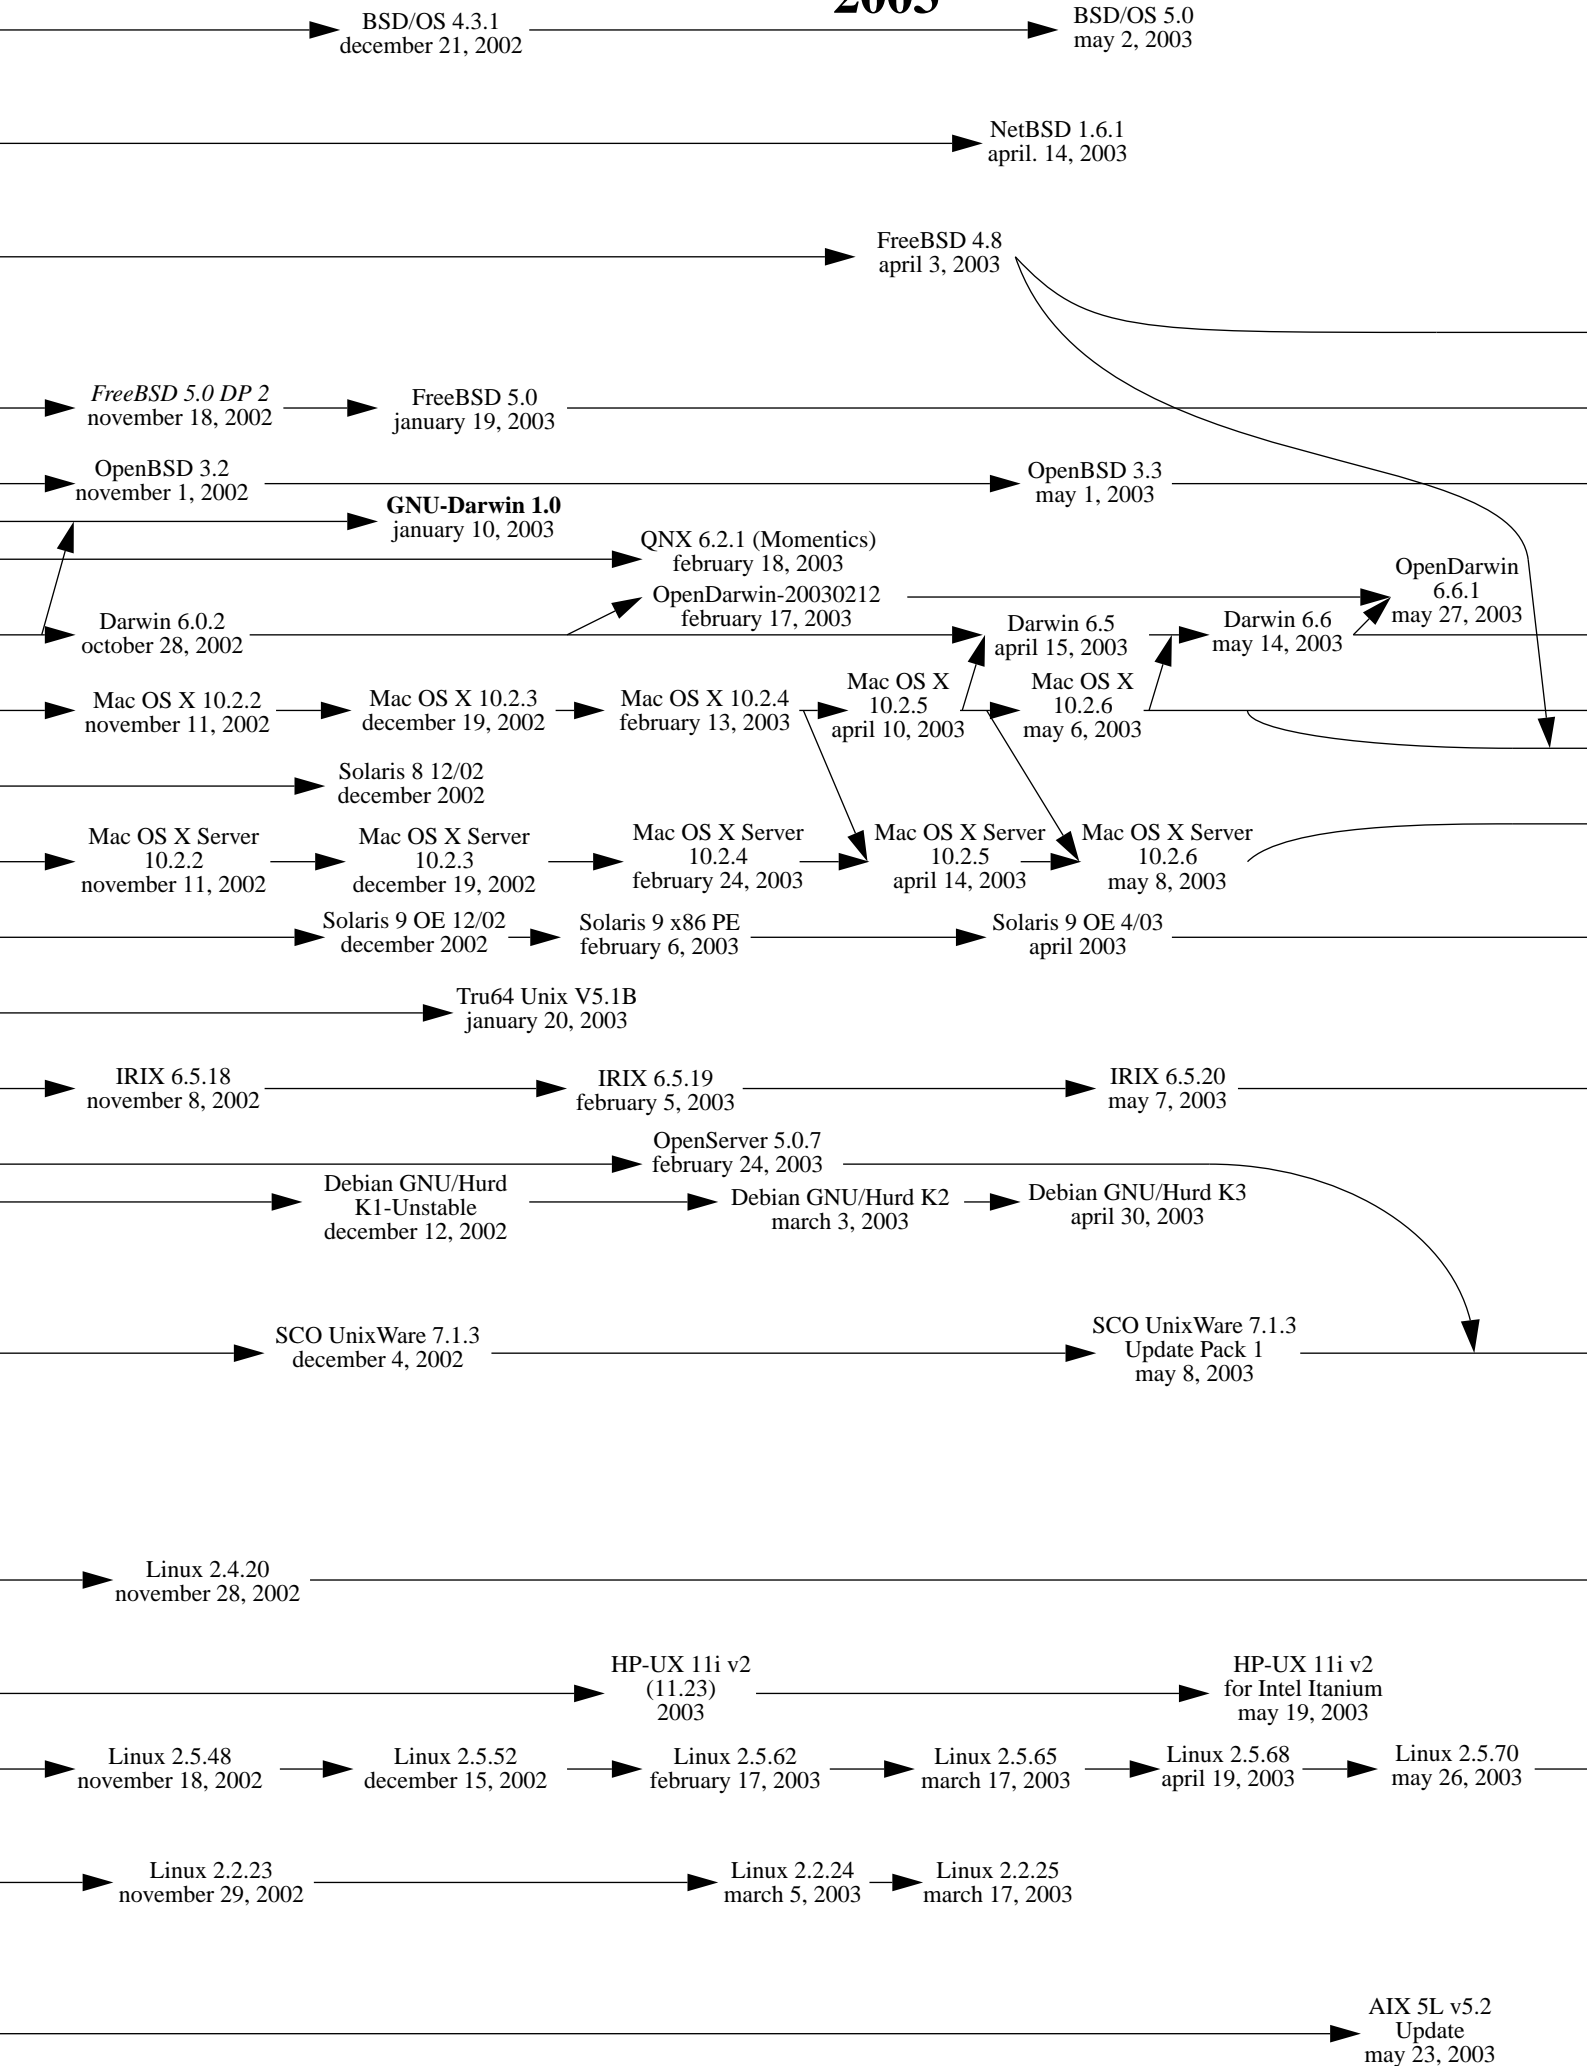 2003
BSD/OS 4.3.1
december 21, 2002
BSD/OS 5.0
may 2, 2003
NetBSD 1.6.1
april. 14, 2003
FreeBSD 4.8
april 3, 2003
FreeBSD 5.0 DP 2
november 18, 2002
FreeBSD 5.0
january 19, 2003
OpenBSD 3.2
november 1, 2002
OpenBSD 3.3
may 1, 2003
GNU-Darwin 1.0
january 10, 2003
QNX 6.2.1 (Momentics)
february 18, 2003
OpenDarwin-20030212
february 17, 2003
OpenDarwin
6.6.1
may 27, 2003
Darwin 6.0.2
october 28, 2002
Darwin 6.5
april 15, 2003
Darwin 6.6
may 14, 2003
Mac OS X 10.2.2
november 11, 2002
Mac OS X 10.2.3
december 19, 2002
Mac OS X 10.2.4
february 13, 2003
Mac OS X
10.2.5
april 10, 2003
Mac OS X
10.2.6
may 6, 2003
Solaris 8 12/02
december 2002
Mac OS X Server
10.2.2
november 11, 2002
Mac OS X Server
10.2.3
december 19, 2002
Mac OS X Server
10.2.4
february 24, 2003
Mac OS X Server
10.2.5
april 14, 2003
Mac OS X Server
10.2.6
may 8, 2003
Solaris 9 OE 12/02
december 2002
Solaris 9 x86 PE
february 6, 2003
Solaris 9 OE 4/03
april 2003
Tru64 Unix V5.1B
january 20, 2003
IRIX 6.5.18
november 8, 2002
IRIX 6.5.19
february 5, 2003
IRIX 6.5.20
may 7, 2003
OpenServer 5.0.7
february 24, 2003
Debian GNU/Hurd
K1-Unstable
december 12, 2002
Debian GNU/Hurd K2
march 3, 2003
Debian GNU/Hurd K3
april 30, 2003
SCO UnixWare 7.1.3
december 4, 2002
SCO UnixWare 7.1.3
Update Pack 1
may 8, 2003
Linux 2.4.20
november 28, 2002
HP-UX 11i v2
(11.23)
2003
HP-UX 11i v2
for Intel Itanium
may 19, 2003
Linux 2.5.48
november 18, 2002
Linux 2.5.52
december 15, 2002
Linux 2.5.62
february 17, 2003
Linux 2.5.65
march 17, 2003
Linux 2.5.68
april 19, 2003
Linux 2.5.70
may 26, 2003
Linux 2.2.23
november 29, 2002
Linux 2.2.24
march 5, 2003
Linux 2.2.25
march 17, 2003
AIX 5L v5.2
Update
may 23, 2003